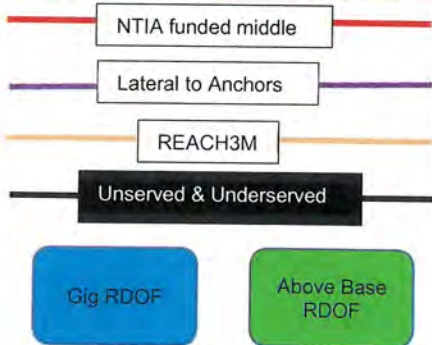 NTIA funded middle
Lateral to Anchors
REACH3M
Unserved & Underserved
Gig RDOF
Above Base
RDOF